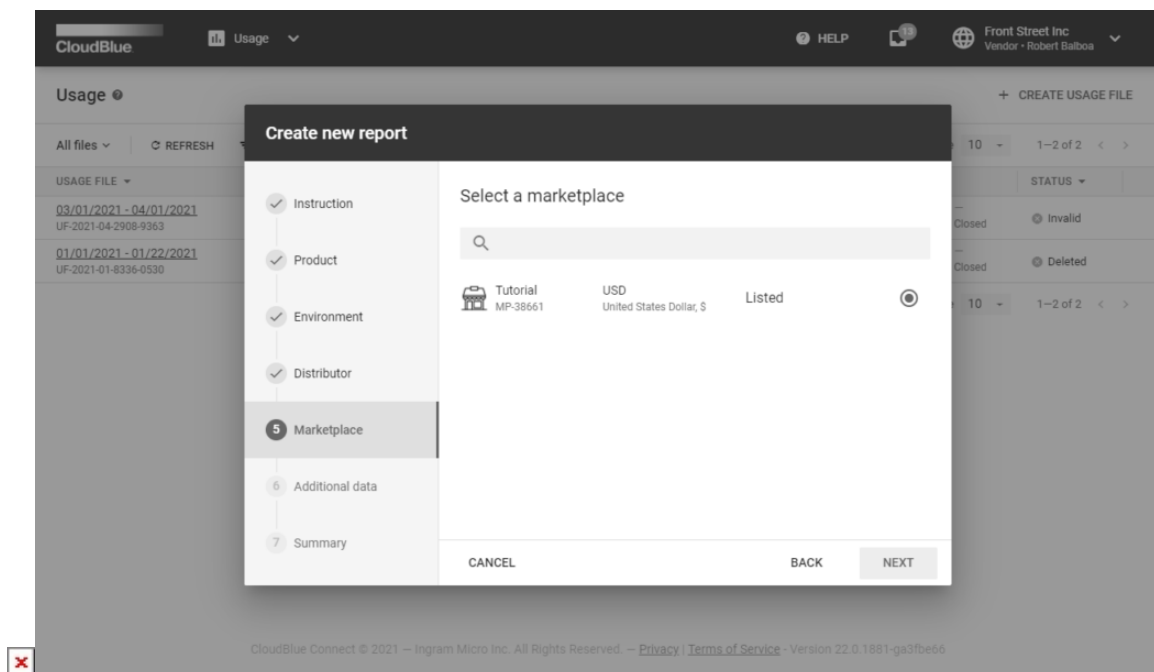 CloudBlue
Usage
HELP
13
Front Street Inc
Vendor • Robert Balboa
Usage
+ CREATE USAGE FILE
All files
REFRESH
10
1–2 of 2
USAGE FILE
STATUS
03/01/2021 - 04/01/2021
UF-2021-04-2908-9363
—
Closed
Invalid
01/01/2021 - 01/22/2021
UF-2021-01-8336-0530
—
Closed
Deleted
10
1–2 of 2
Create new report
Instruction
Product
Environment
Distributor
5 Marketplace
6 Additional data
7 Summary
Select a marketplace
Tutorial
MP-38661
USD
United States Dollar, $
Listed
CANCEL
BACK
NEXT
CloudBlue Connect © 2021 — Ingram Micro Inc. All Rights Reserved. — Privacy | Terms of Service - Version 22.0.1881-ga3fbe66